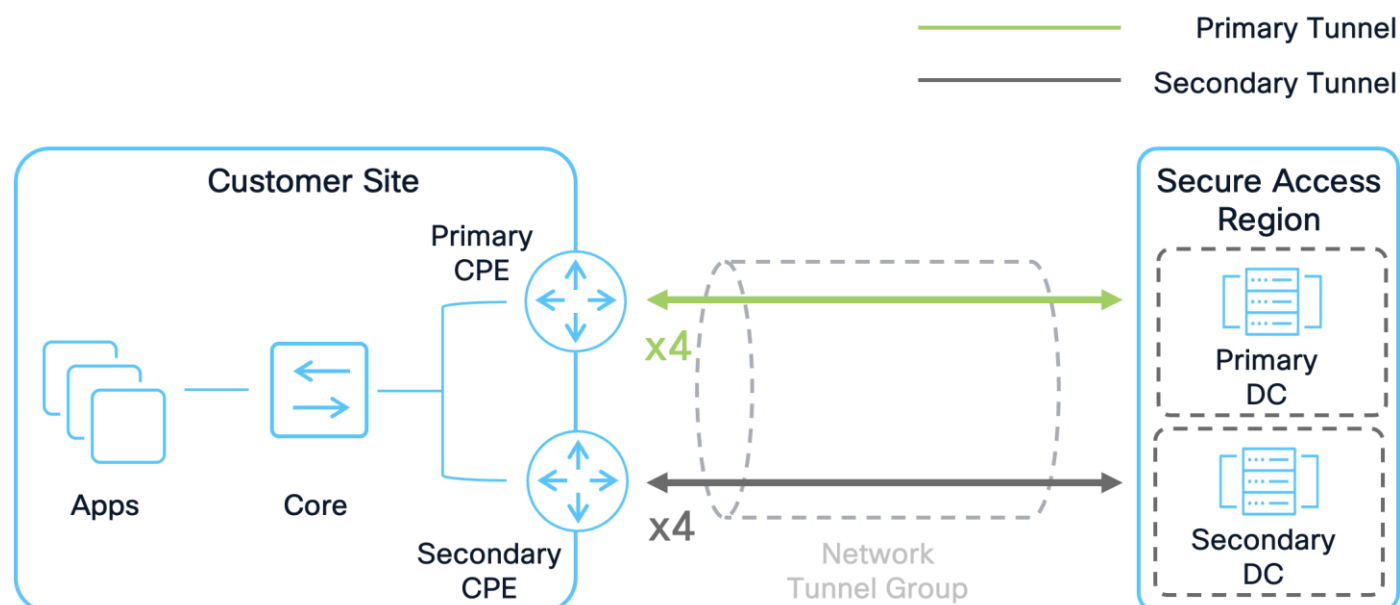 Primary Tunnel
Secondary Tunnel
Customer Site
Secure Access
Region
Primary
CPE
x4
Primary
DC
Apps
Core
x4
Secondary
CPE
Network
Tunnel Group
Secondary
DC